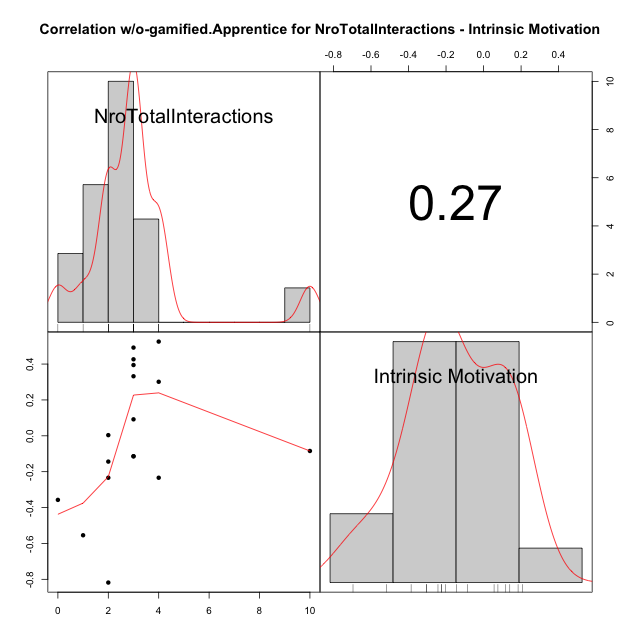 Correlation w/o-gamified.Apprentice for NroTotalInteractions - Intrinsic Motivation
-0.8 -0.6 -0.4 -0.2 0.0 0.2 0.4
NroTotalInteractions
0.27
10
8
6
4
2
0
Intrinsic Motivation
0.4
0.2
0.0
-0.2
-0.4
-0.6
-0.8
0 2 4 6 8 10